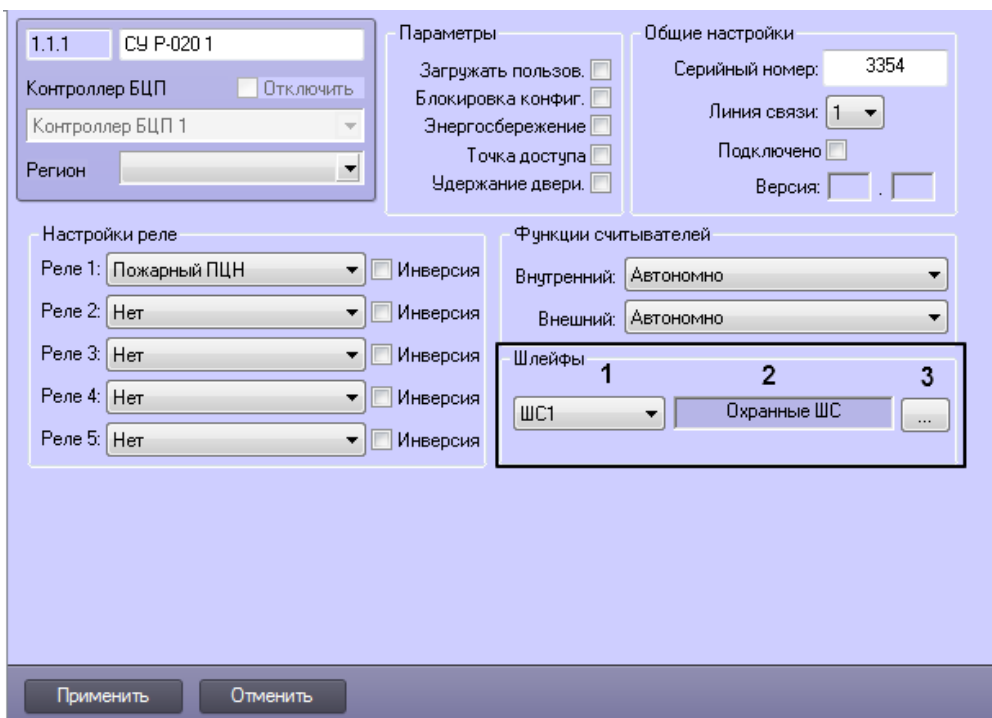 1.1.1
СУ Р-020 1
Контроллер БЦП
Отключить
Контроллер БЦП 1
Регион
Параметры
Загружать пользов.
Блокировка конфиг.
Энергосбережение
Точка доступа
Удержание двери.
Общие настройки
Серийный номер: 3354
Линия связи: 1
Подключено
Версия: .
Настройки реле
Реле 1: Пожарный ПЦН Инверсия
Реле 2: Нет Инверсия
Реле 3: Нет Инверсия
Реле 4: Нет Инверсия
Реле 5: Нет Инверсия
Функции считывателей
Внутренний: Автономно
Внешний: Автономно
Шлейфы
1 2 3
ШС1 Охранные ШС ...
Применить Отменить